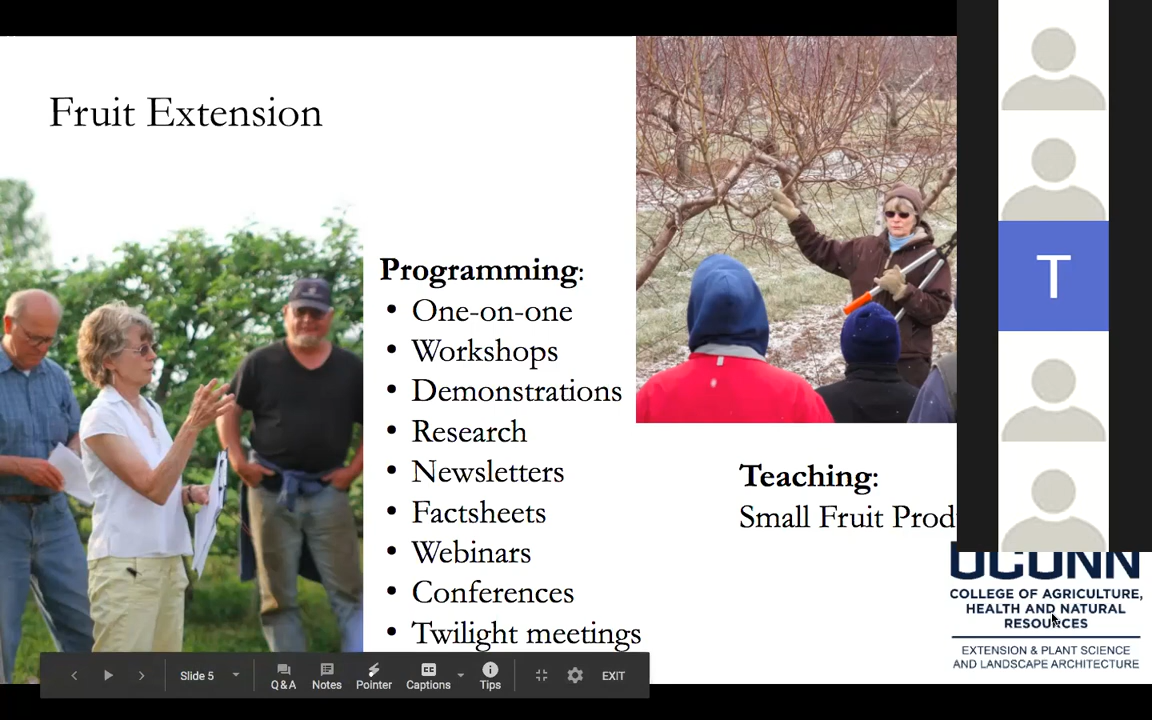 Fruit Extension
Programming:
• One-on-one
• Workshops
• Demonstrations
• Research
• Newsletters
• Factsheets
• Webinars
• Conferences
• Twilight meetings
Teaching:
Small Fruit Prod
T
UCONN
COLLEGE OF AGRICULTURE,
HEALTH AND NATURAL
RESOURCES
EXTENSION & PLANT SCIENCE
AND LANDSCAPE ARCHITECTURE
Slide 5
Q&A
Notes
Pointer
Captions
Tips
EXIT